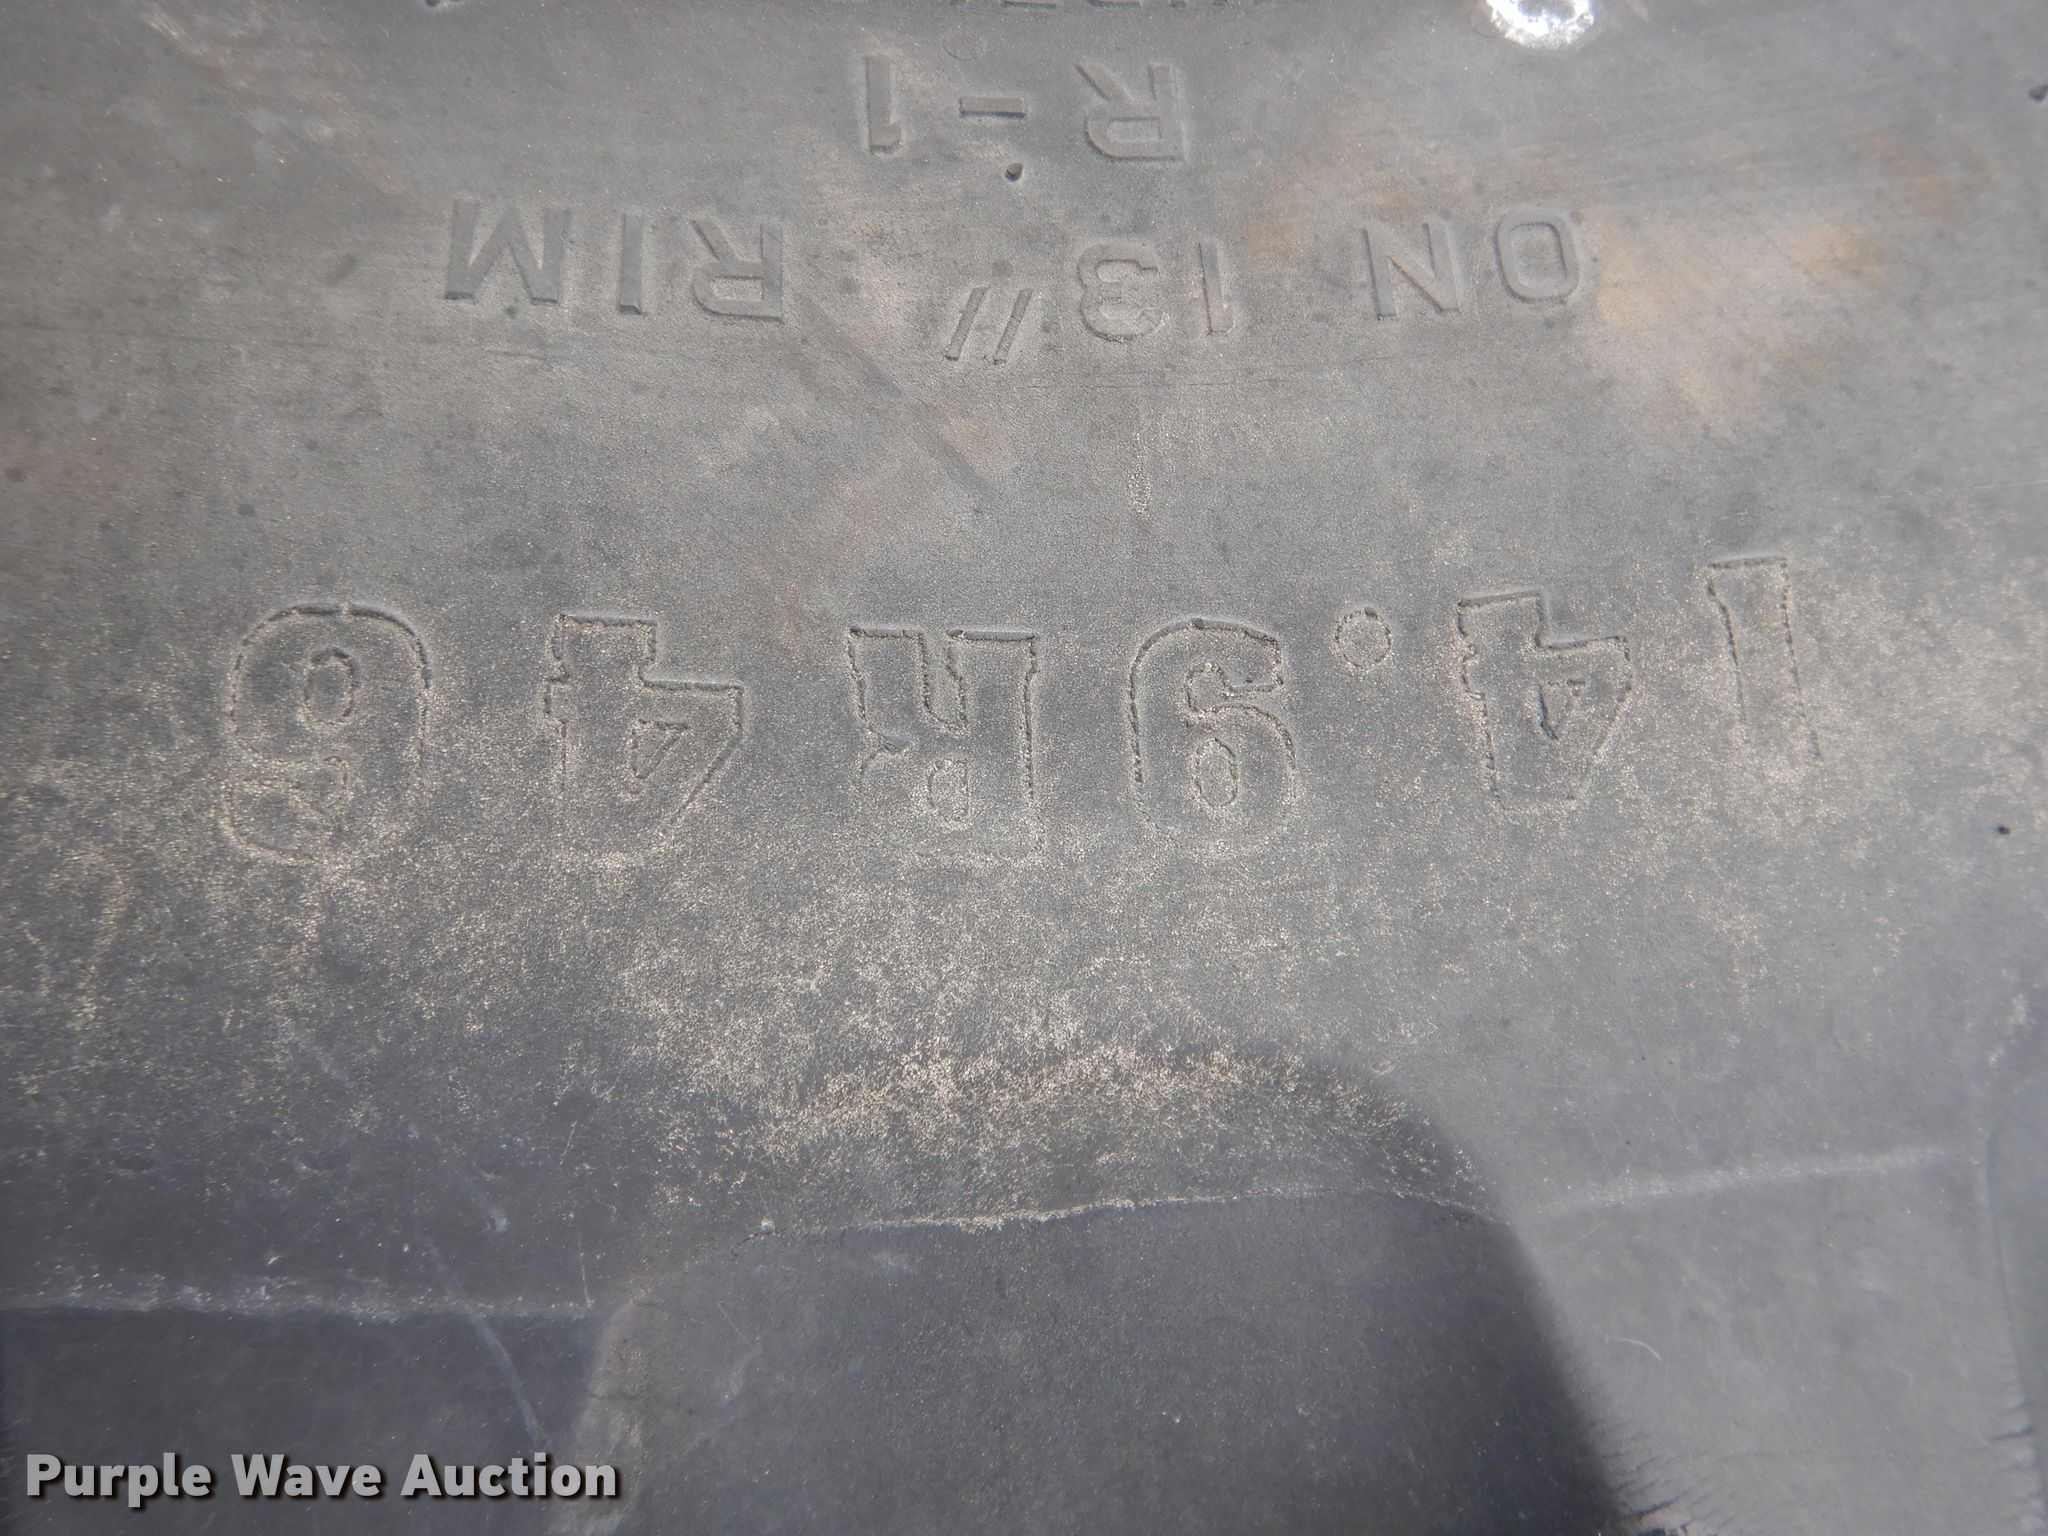 14.9R46
ON 13" RIM
R-1
Purple Wave Auction